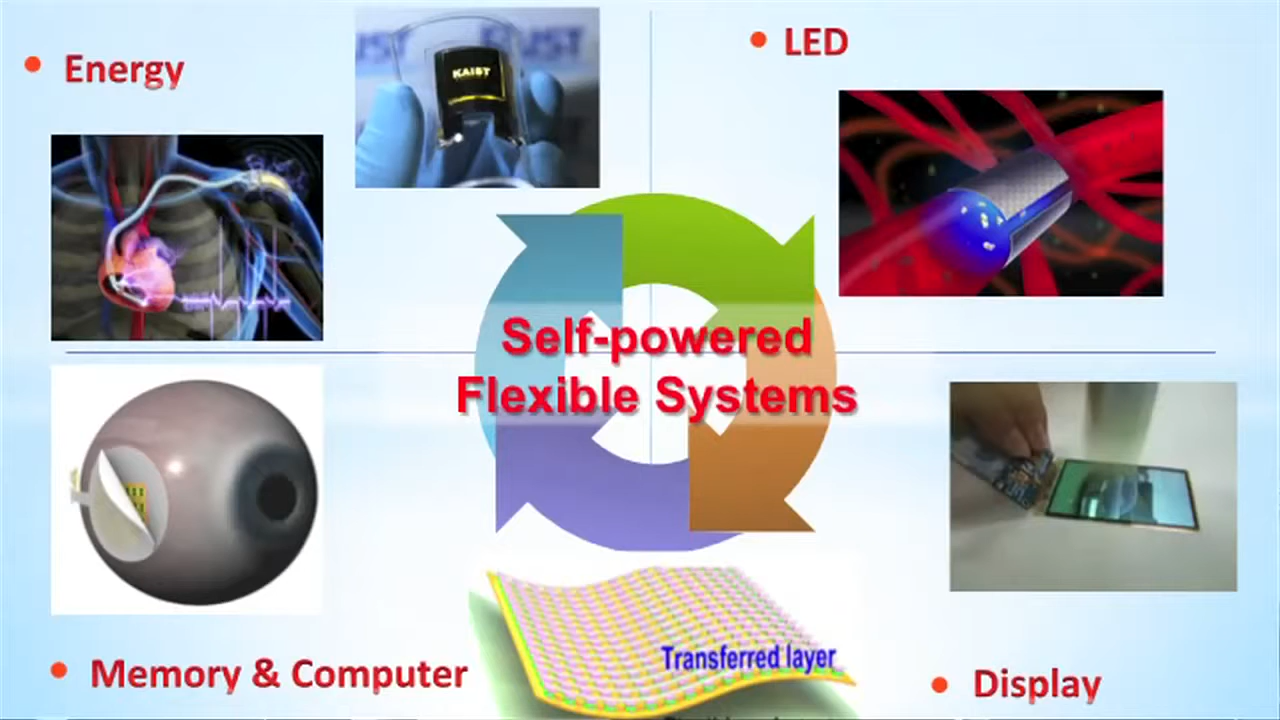 Energy
KAIST
LED
Self-powered
Flexible Systems
Transferred layer
Memory & Computer
Display